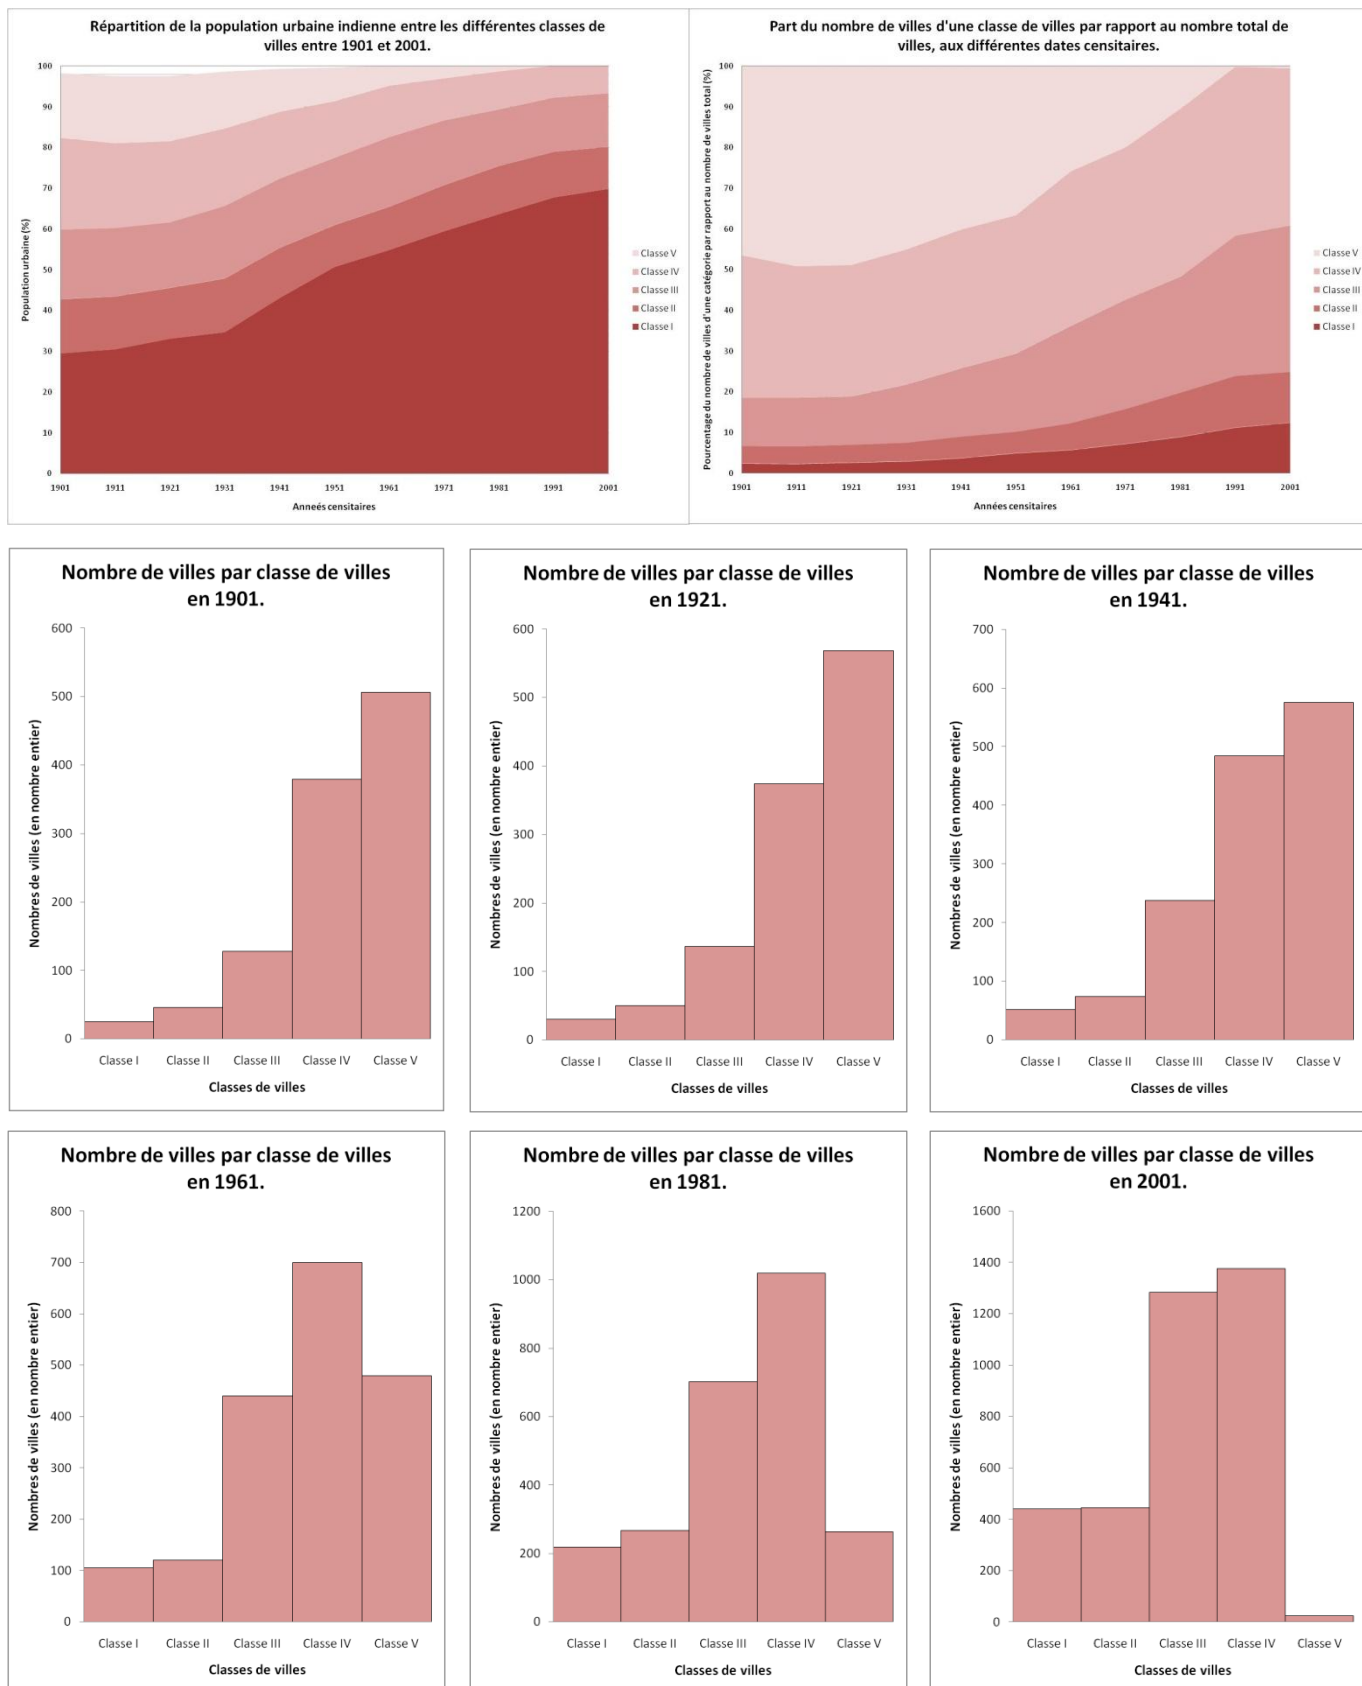 Répartition de la population urbaine indienne entre les différentes classes de
villes entre 1901 et 2001.
100
90
80
70
60
50
40
30
20
10
0
Population urbaine (%)
1901 1911 1921 1931 1941 1951 1961 1971 1981 1991 2001
Anneés censitaires
Classe V
Classe IV
Classe III
Classe II
Classe I
Part du nombre de villes d'une classe de villes par rapport au nombre total de
villes, aux différentes dates censitaires.
100
90
80
70
60
50
40
30
20
10
0
Pourcentage du nombre de villes d'une catégorie par rapport au nombre de villes total (%)
1901 1911 1921 1931 1941 1951 1961 1971 1981 1991 2001
Années censitaires
Classe V
Classe IV
Classe III
Classe II
Classe I
Nombre de villes par classe de villes
en 1901.
600
500
400
300
200
100
0
Nombres de villes (en nombre entier)
Classe I Classe II Classe III Classe IV Classe V
Classes de villes
Nombre de villes par classe de villes
en 1921.
600
500
400
300
200
100
0
Nombres de villes (en nombre entier)
Classe I Classe II Classe III Classe IV Classe V
Classes de villes
Nombre de villes par classe de villes
en 1941.
700
600
500
400
300
200
100
0
Nombres de villes (en nombre entier)
Classe I Classe II Classe III Classe IV Classe V
Classes de villes
Nombre de villes par classe de villes
en 1961.
800
700
600
500
400
300
200
100
0
Nombres de villes (en nombre entier)
Classe I Classe II Classe III Classe IV Classe V
Classes de villes
Nombre de villes par classe de villes
en 1981.
1200
1000
800
600
400
200
0
Nombres de villes (en nombre entier)
Classe I Classe II Classe III Classe IV Classe V
Classes de villes
Nombre de villes par classe de villes
en 2001.
1600
1400
1200
1000
800
600
400
200
0
Nombres de villes (en nombre entier)
Classe I Classe II Classe III Classe IV Classe V
Classes de villes